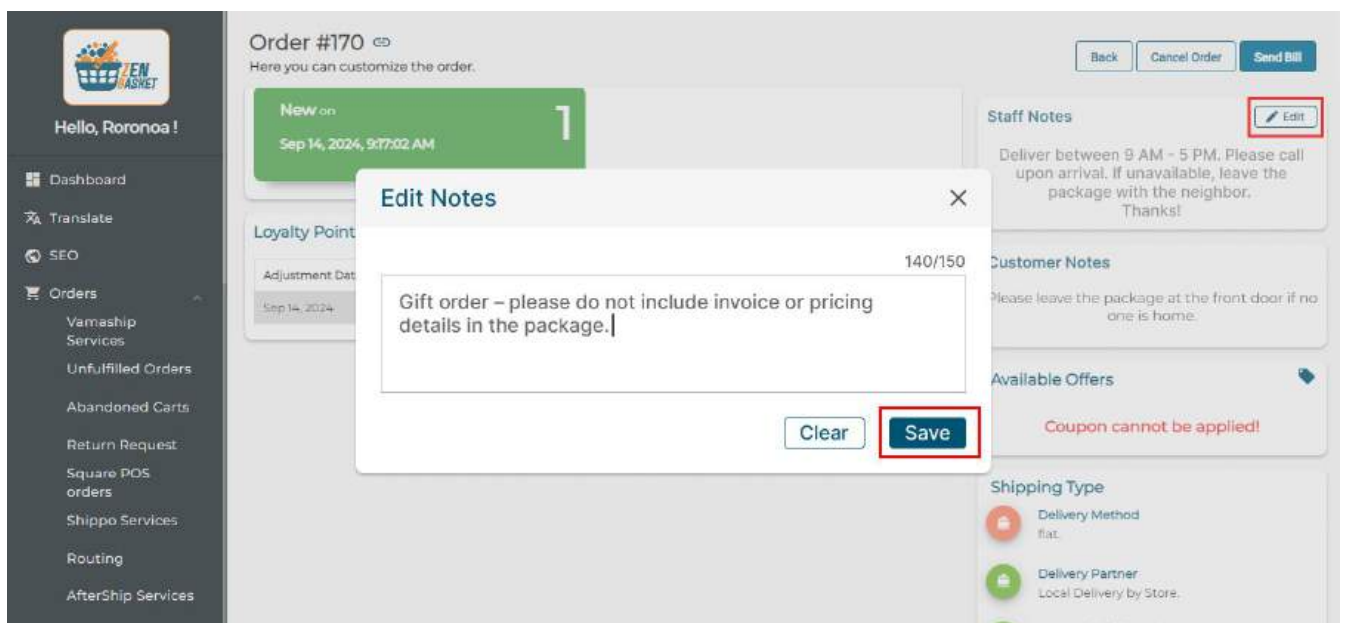 ZEN
BASKET
Hello, Roronoa !
Dashboard
Translate
SEO
Orders
Vamaship
Services
Unfulfilled Orders
Abandoned Carts
Return Request
Square POS
orders
Shippo Services
Routing
AfterShip Services
Order #170
Here you can customize the order.
Back
Cancel Order
Send Bill
New on
1
Sep 14, 2024, 9:17:02 AM
Loyalty Point
Adjustment Dat
Sep 14, 2024
Edit Notes
140/150
Gift order – please do not include invoice or pricing
details in the package.
Clear
Save
Staff Notes
Edit
Deliver between 9 AM - 5 PM. Please call
upon arrival. If unavailable, leave the
package with the neighbor.
Thanks!
Customer Notes
Please leave the package at the front door if no
one is home.
Available Offers
Coupon cannot be applied!
Shipping Type
Delivery Method
flat.
Delivery Partner
Local Delivery by Store.